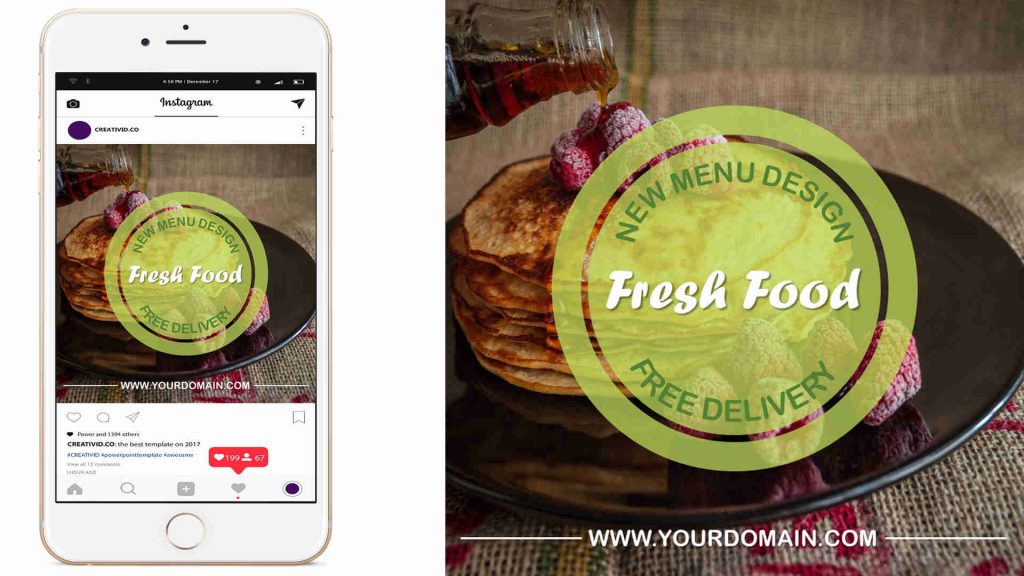 4:50 PM | December 17
Instagram
CREATIVID.CO
NEW MENU DESIGN
Fresh Food
FREE DELIVERY
WWW.YOURDOMAIN.COM
Power and 1394 others
CREATIVID.CO: the best template on 2017
#CREATIVID #powerpointtemplate #awesome
View all 12 comments
1 HOUR AGO
199 67
NEW MENU DESIGN
Fresh Food
FREE DELIVERY
WWW.YOURDOMAIN.COM